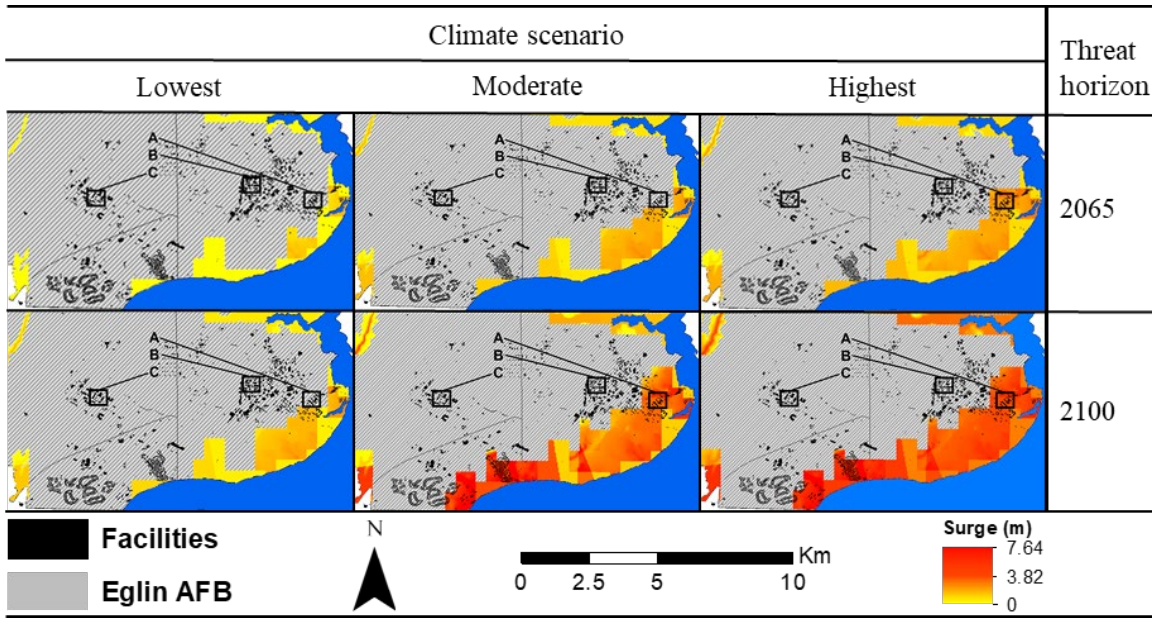 Climate scenario
Threat horizon
Lowest Moderate Highest
A
B
C
A
B
C
A
B
C
2065
A
B
C
A
B
C
A
B
C
2100
Facilities
Eglin AFB
N
Km
0 2.5 5 10
Surge (m)
7.64
3.82
0